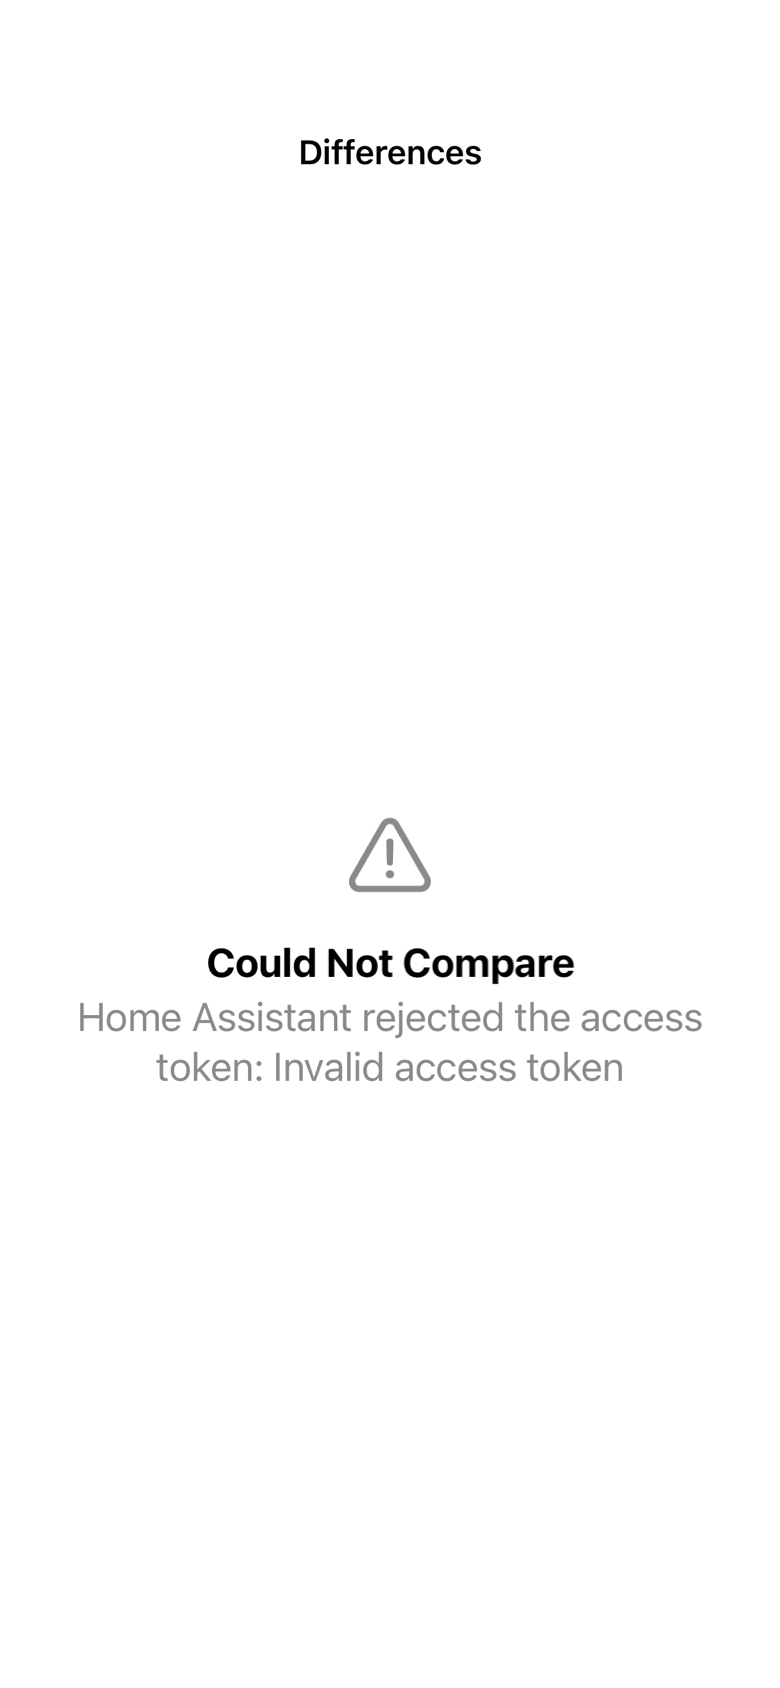 Differences
Could Not Compare
Home Assistant rejected the access
token: Invalid access token